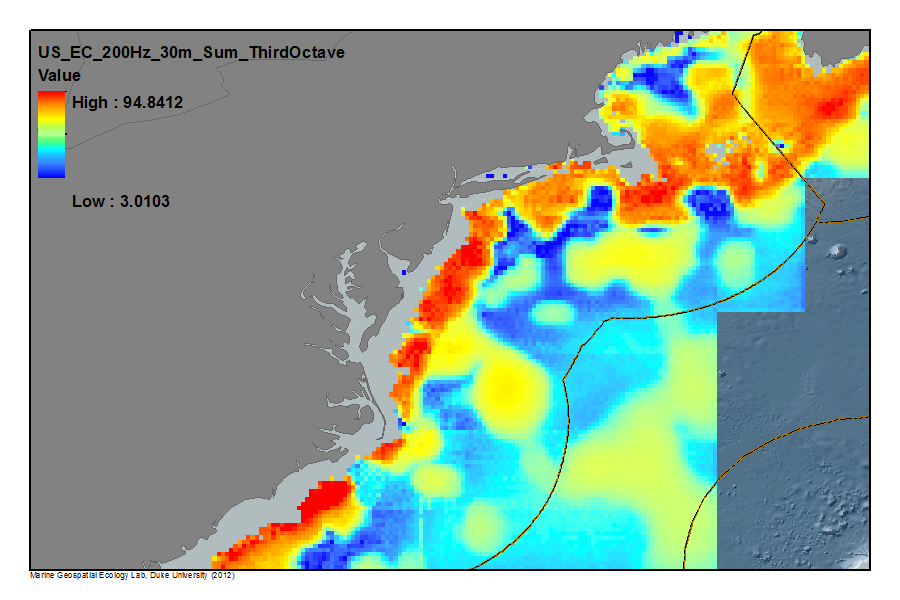 US_EC_200Hz_30m_Sum_ThirdOctave
Value
High : 94.8412
Low : 3.0103
Marine Geospatial Ecology Lab, Duke University (2012)